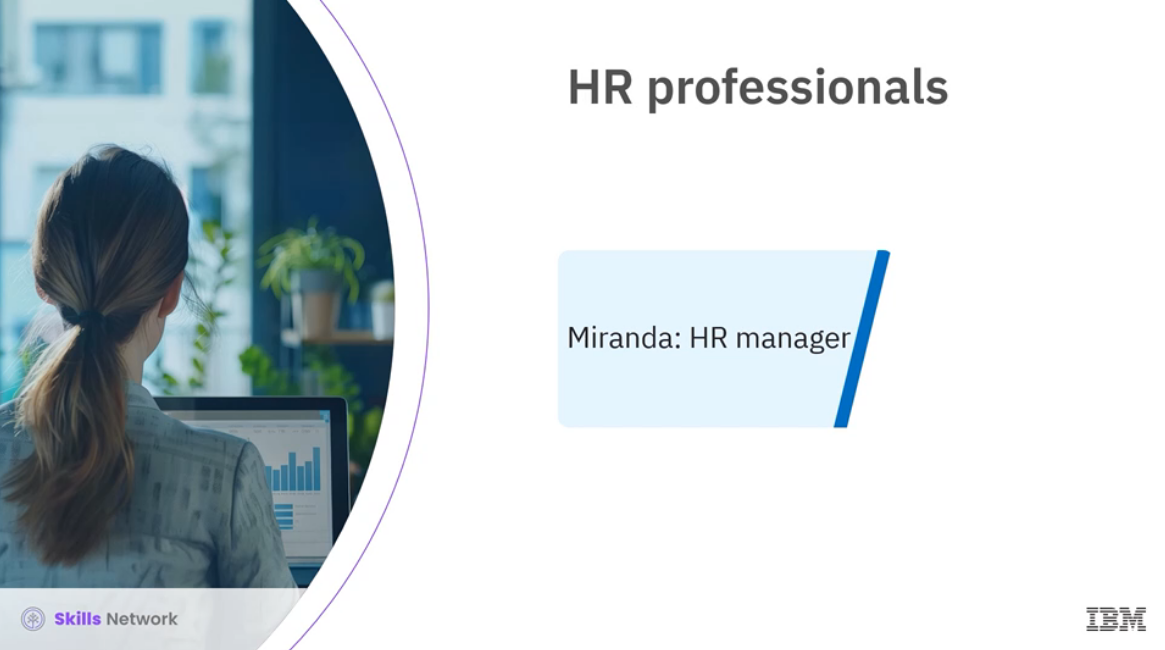 HR professionals
Miranda: HR manager
Skills Network
IBM